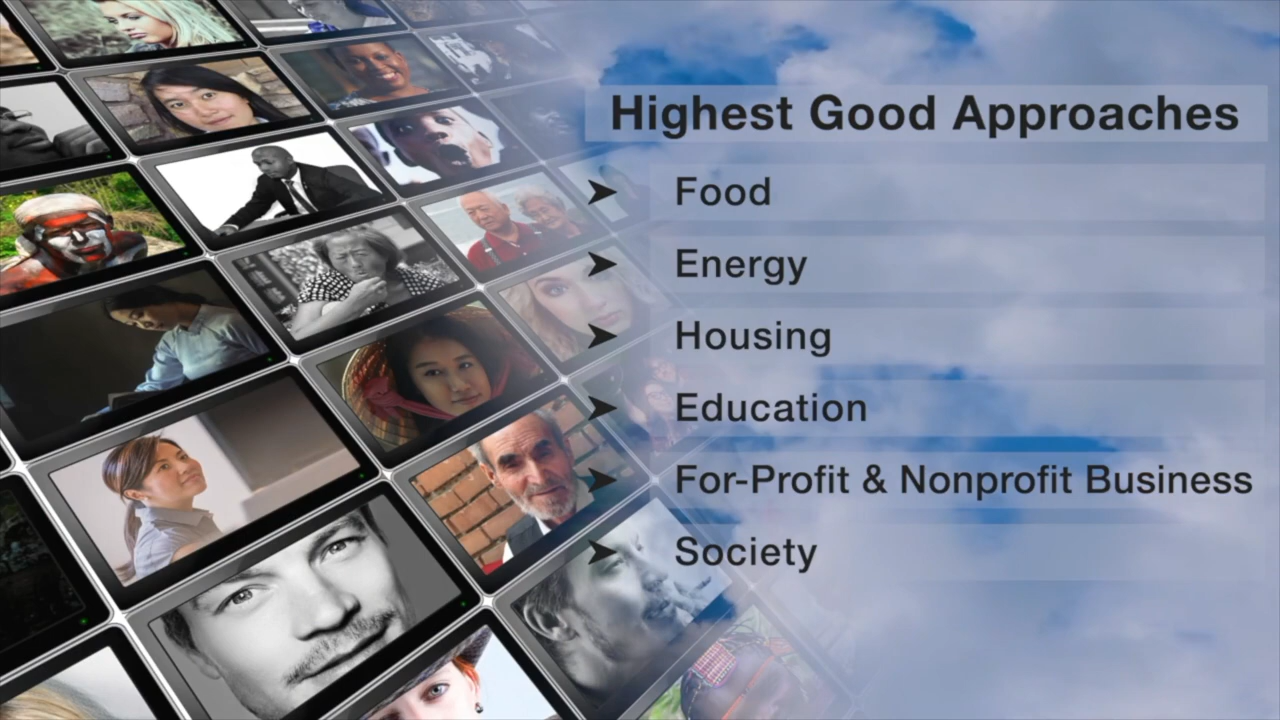 Highest Good Approaches
Food
Energy
Housing
Education
For-Profit & Nonprofit Business
Society